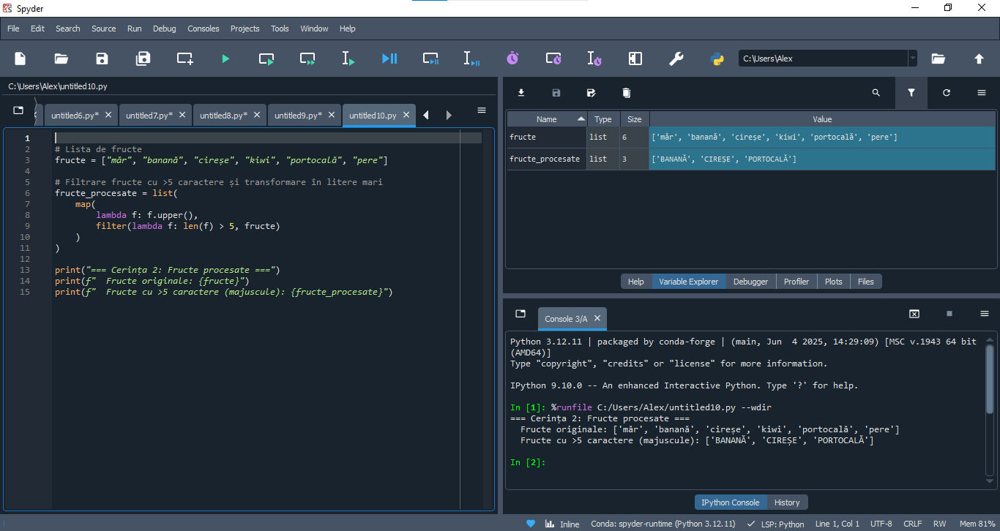 Spyder
File Edit Search Source Run Debug Consoles Projects Tools Window Help
C:\Users\Alex
C:\Users\Alex\untitled10.py
untitled6.py* untitled7.py* untitled8.py* untitled9.py* untitled10.py
1
2 # Lista de fructe
3 fructe = ["măr", "banană", "cireșe", "kiwi", "portocală", "pere"]
4
5 # Filtrare fructe cu >5 caractere și transformare în litere mari
6 fructe_procesate = list(
7     map(
8         lambda f: f.upper(),
9         filter(lambda f: len(f) > 5, fructe)
10     )
11 )
12
13 print("=== Cerința 2: Fructe procesate ===")
14 print(f"  Fructe originale: {fructe}")
15 print(f"  Fructe cu >5 caractere (majuscule): {fructe_procesate}")
Name Type Size Value
fructe list 6 ['măr', 'banană', 'cireșe', 'kiwi', 'portocală', 'pere']
fructe_procesate list 3 ['BANANĂ', 'CIREȘE', 'PORTOCALĂ']
Help Variable Explorer Debugger Profiler Plots Files
Console 3/A
Python 3.12.11 | packaged by conda-forge | (main, Jun  4 2025, 14:29:09) [MSC v.1943 64 bit
(AMD64)]
Type "copyright", "credits" or "license" for more information.
IPython 9.10.0 -- An enhanced Interactive Python. Type '?' for help.
In [1]: %runfile C:/Users/Alex/untitled10.py --wdir
=== Cerința 2: Fructe procesate ===
  Fructe originale: ['măr', 'banană', 'cireșe', 'kiwi', 'portocală', 'pere']
  Fructe cu >5 caractere (majuscule): ['BANANĂ', 'CIREȘE', 'PORTOCALĂ']
In [2]:
IPython Console History
Inline Conda: spyder-runtime (Python 3.12.11) LSP: Python Line 1, Col 1 UTF-8 CRLF RW Mem 81%